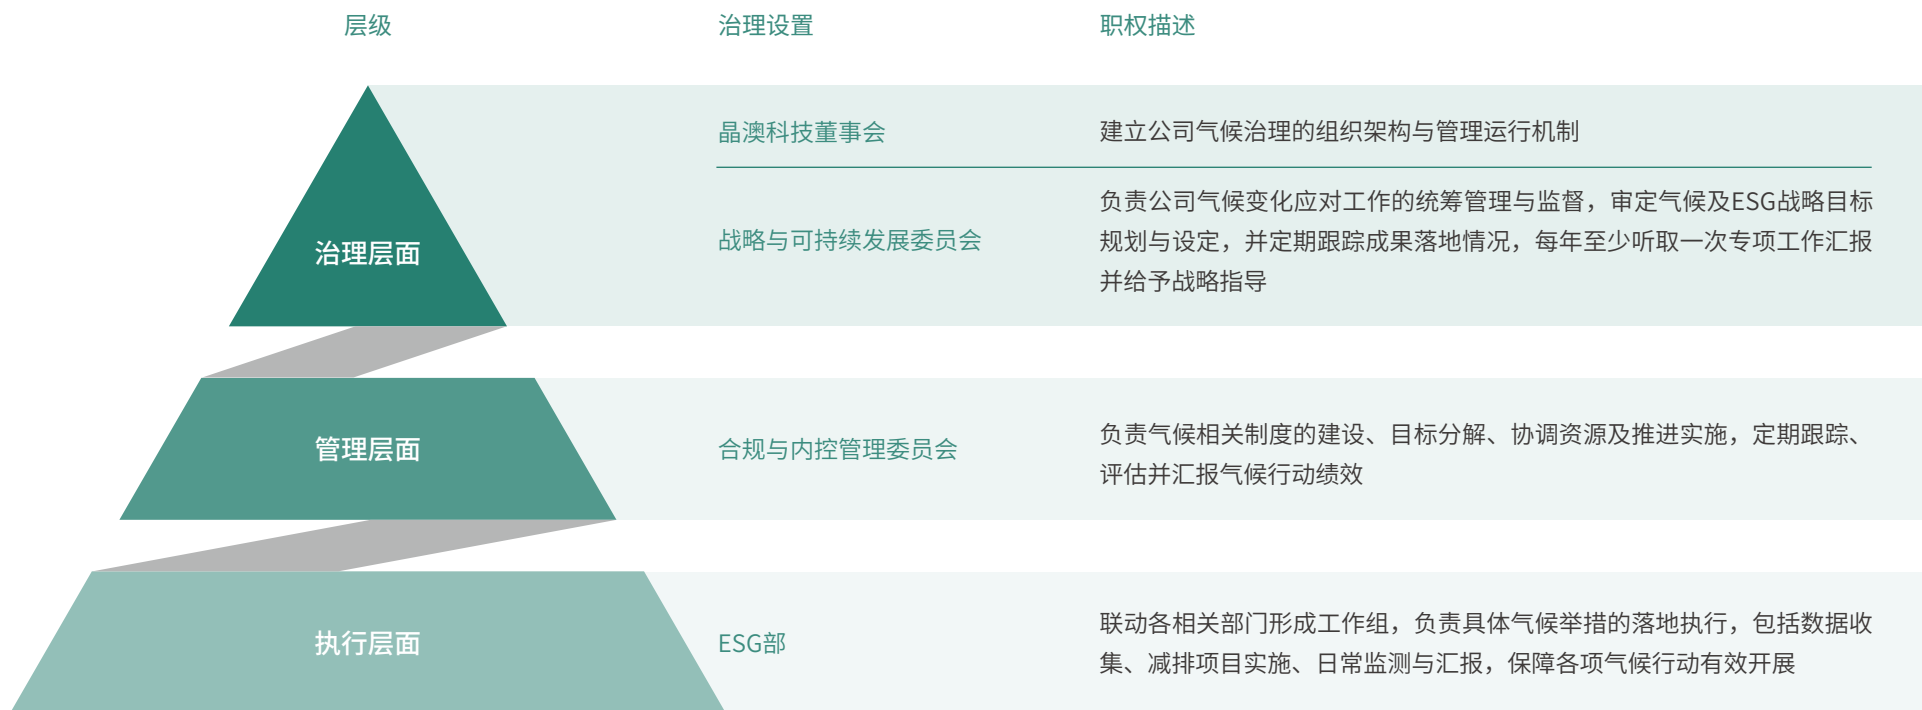 层级
治理设置
职权描述
治理层面
晶澳科技董事会
建立公司气候治理的组织架构与管理运行机制
战略与可持续发展委员会
负责公司气候变化应对工作的统筹管理与监督，审定气候及ESG战略目标
规划与设定，并定期跟踪成果落地情况，每年至少听取一次专项工作汇报
并给予战略指导
管理层面
合规与内控管理委员会
负责气候相关制度的建设、目标分解、协调资源及推进实施，定期跟踪、
评估并汇报气候行动绩效
执行层面
ESG部
联动各相关部门形成工作组，负责具体气候举措的落地执行，包括数据收
集、减排项目实施、日常监测与汇报，保障各项气候行动有效开展